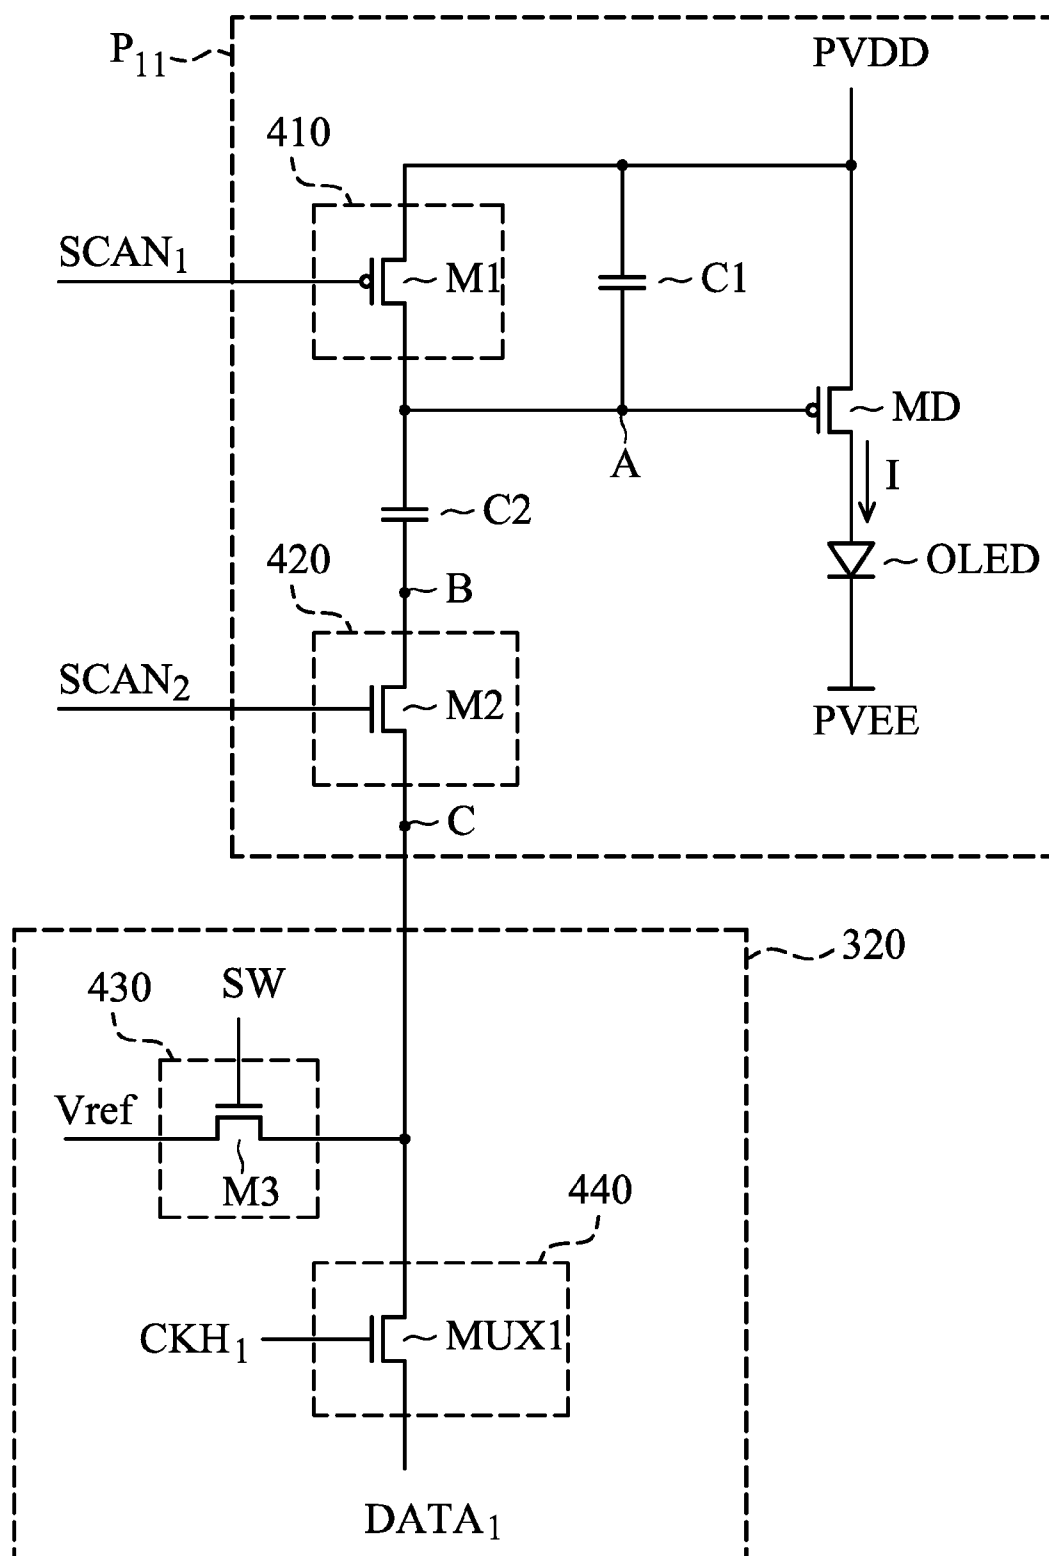 P11
PVDD
410
SCAN1
M1
C1
MD
A
I
C2
OLED
420
B
SCAN2
M2
PVEE
C
320
SW
430
Vref
M3
440
CKH1
MUX1
DATA1